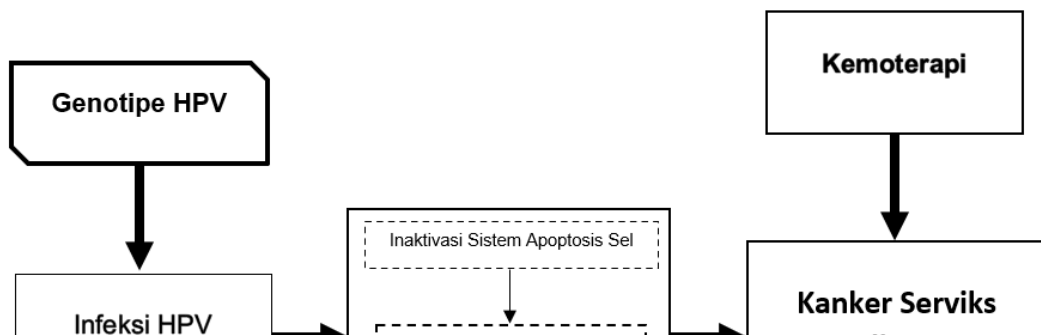 Kemoterapi
Genotipe HPV
Inaktivasi Sistem Apoptosis Sel
Infeksi HPV
Kanker Serviks